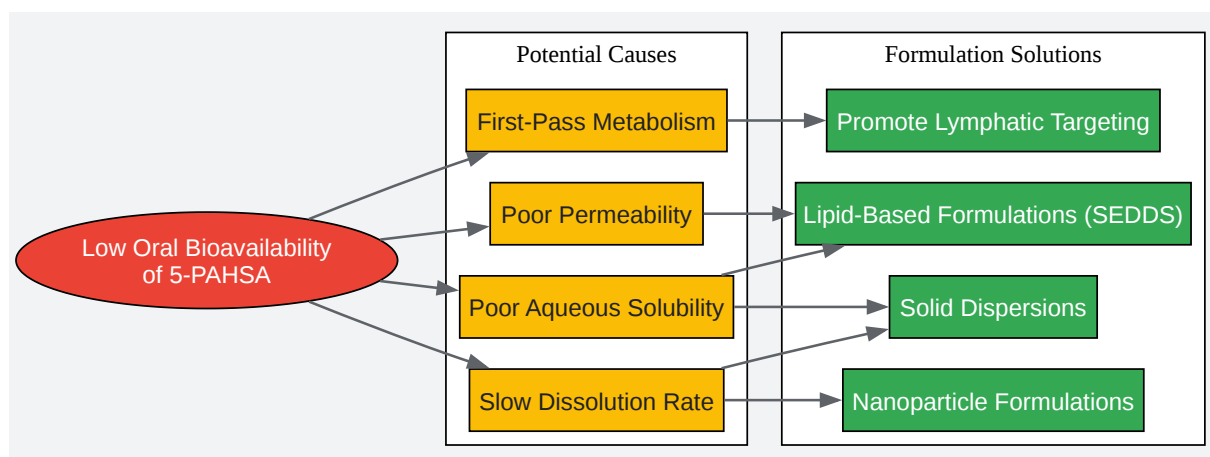 Low Oral Bioavailability
of 5-PAHSA
Potential Causes
First-Pass Metabolism
Poor Permeability
Poor Aqueous Solubility
Slow Dissolution Rate
Formulation Solutions
Promote Lymphatic Targeting
Lipid-Based Formulations (SEDDS)
Solid Dispersions
Nanoparticle Formulations